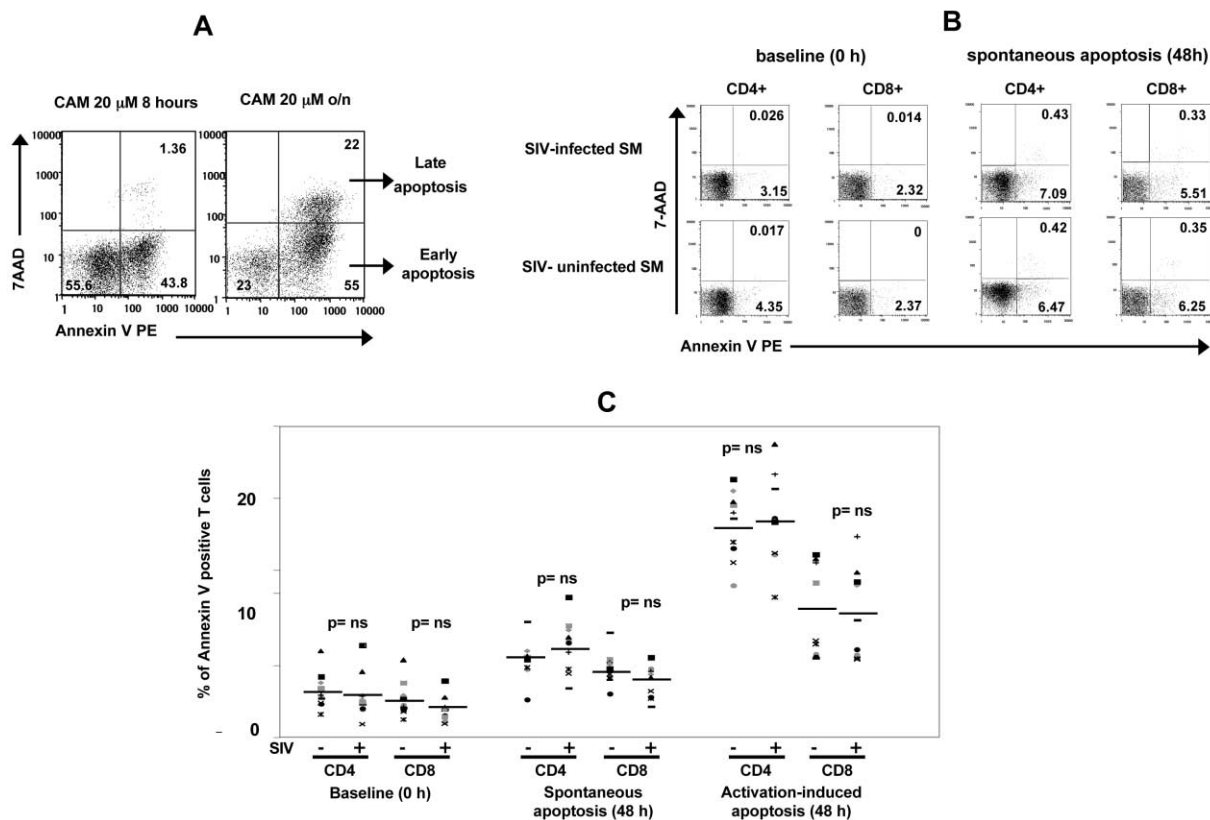 A
CAM 20 μM 8 hours
CAM 20 μM o/n
7AAD
10000
1000
100
10
1
1.36
55.6
43.8
1 10 100 1000 10000
22
23
55
1 10 100 1000 10000
Late
apoptosis
Early
apoptosis
Annexin V PE
B
baseline (0 h)
spontaneous apoptosis (48h)
CD4+
CD8+
CD4+
CD8+
7-AAD
SIV-infected SM
0.026
3.15
0.014
2.32
0.43
7.09
0.33
5.51
SIV- uninfected SM
0.017
4.35
0
2.37
0.42
6.47
0.35
6.25
Annexin V PE
C
% of Annexin V positive T cells
20
10
0
p= ns
p= ns
p= ns
p= ns
p= ns
p= ns
SIV - + - + - + - + - + - +
CD4 CD8 CD4 CD8 CD4 CD8
Baseline (0 h)
Spontaneous
apoptosis (48 h)
Activation-induced
apoptosis (48 h)